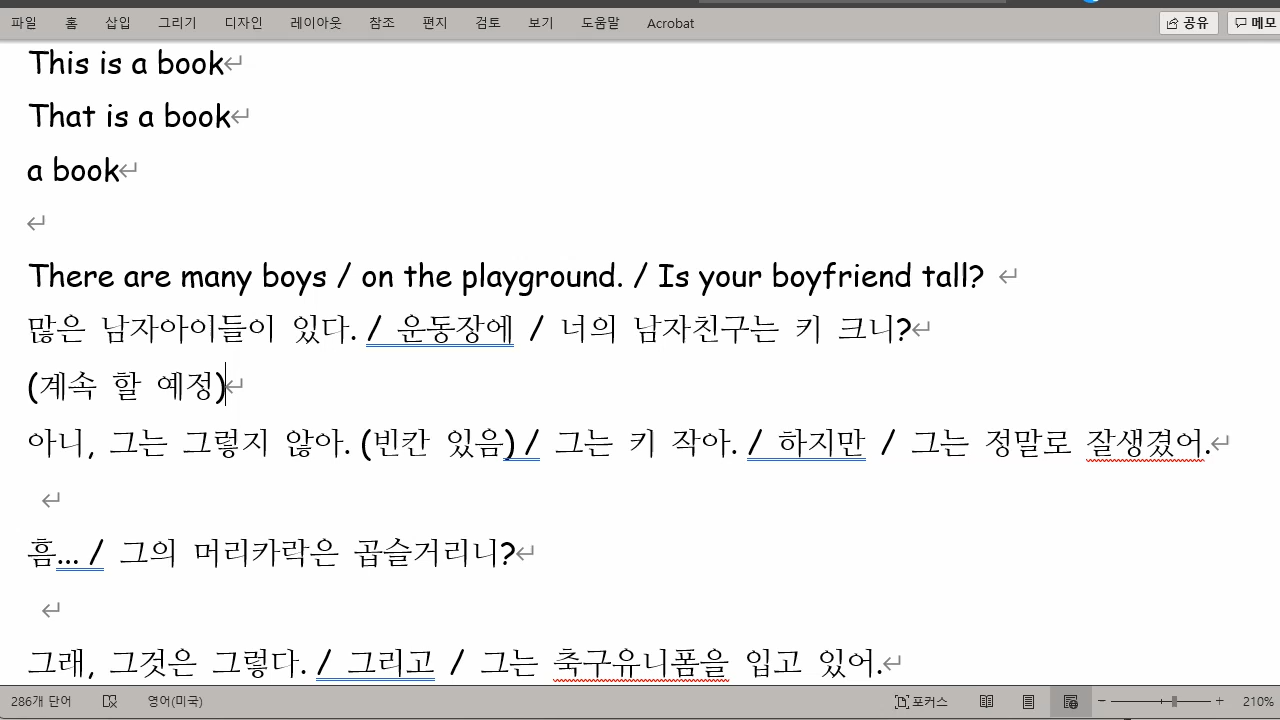 파일 홈 삽입 그리기 디자인 레이아웃 참조 편지 검토 보기 도움말 Acrobat 공유 메모
This is a book
That is a book
a book
There are many boys / on the playground. / Is your boyfriend tall?
많은 남자아이들이 있다. / 운동장에 / 너의 남자친구는 키 크니?
(계속 할 예정)
아니, 그는 그렇지 않아. (빈칸 있음) / 그는 키 작아. / 하지만 / 그는 정말로 잘생겼어.
흠... / 그의 머리카락은 곱슬거리니?
그래, 그것은 그렇다. / 그리고 / 그는 축구유니폼을 입고 있어.
286개 단어 영어(미국) 포커스 210%